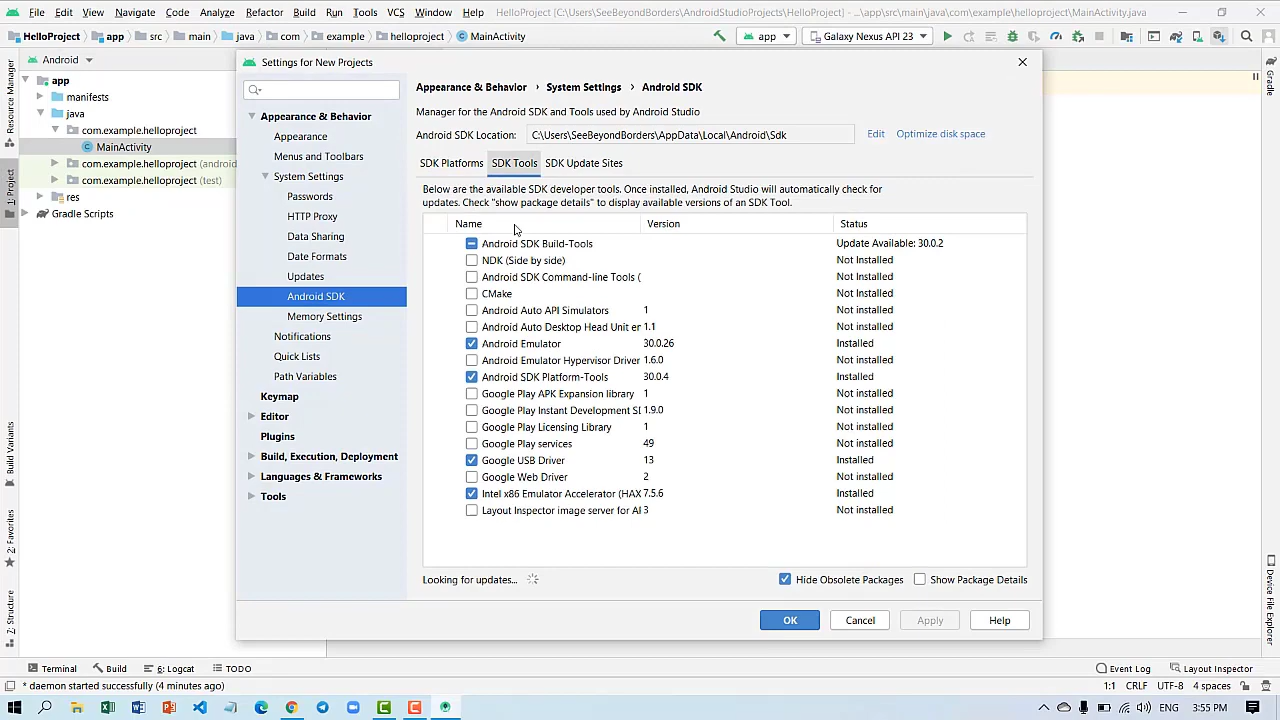 File Edit View Navigate Code Analyze Refactor Build Run Tools VCS Window Help HelloProject [C:\Users\SeeBeyondBorders\AndroidStudioProjects\HelloProject] - ...\app\src\main\java\com\example\helloproject\MainActivity.java
HelloProject app src main java com example helloproject MainActivity app Galaxy Nexus API 23
Android
app
manifests
java
com.example.helloproject
MainActivity
com.example.helloproject (android
com.example.helloproject (test)
res
Gradle Scripts
Resource Manager
1: Project
Build Variants
2: Favorites
Z: Structure
Settings for New Projects
Appearance & Behavior
Appearance
Menus and Toolbars
System Settings
Passwords
HTTP Proxy
Data Sharing
Date Formats
Updates
Android SDK
Memory Settings
Notifications
Quick Lists
Path Variables
Keymap
Editor
Plugins
Build, Execution, Deployment
Languages & Frameworks
Tools
Appearance & Behavior › System Settings › Android SDK
Manager for the Android SDK and Tools used by Android Studio
Android SDK Location: C:\Users\SeeBeyondBorders\AppData\Local\Android\Sdk Edit Optimize disk space
SDK Platforms SDK Tools SDK Update Sites
Below are the available SDK developer tools. Once installed, Android Studio will automatically check for
updates. Check "show package details" to display available versions of an SDK Tool.
Name Version Status
Android SDK Build-Tools Update Available: 30.0.2
NDK (Side by side) Not Installed
Android SDK Command-line Tools ( Not Installed
CMake Not Installed
Android Auto API Simulators 1 Not installed
Android Auto Desktop Head Unit er 1.1 Not installed
Android Emulator 30.0.26 Installed
Android Emulator Hypervisor Driver 1.6.0 Not installed
Android SDK Platform-Tools 30.0.4 Installed
Google Play APK Expansion library 1 Not installed
Google Play Instant Development SI 1.9.0 Not installed
Google Play Licensing Library 1 Not installed
Google Play services 49 Not installed
Google USB Driver 13 Installed
Google Web Driver 2 Not installed
Intel x86 Emulator Accelerator (HAX 7.5.6 Installed
Layout Inspector image server for AI 3 Not installed
Looking for updates... Hide Obsolete Packages Show Package Details
OK Cancel Apply Help
Gradle
Device File Explorer
Terminal Build 6: Logcat TODO Event Log Layout Inspector
* daemon started successfully (4 minutes ago) 1:1 CRLF UTF-8 4 spaces
ENG 3:55 PM